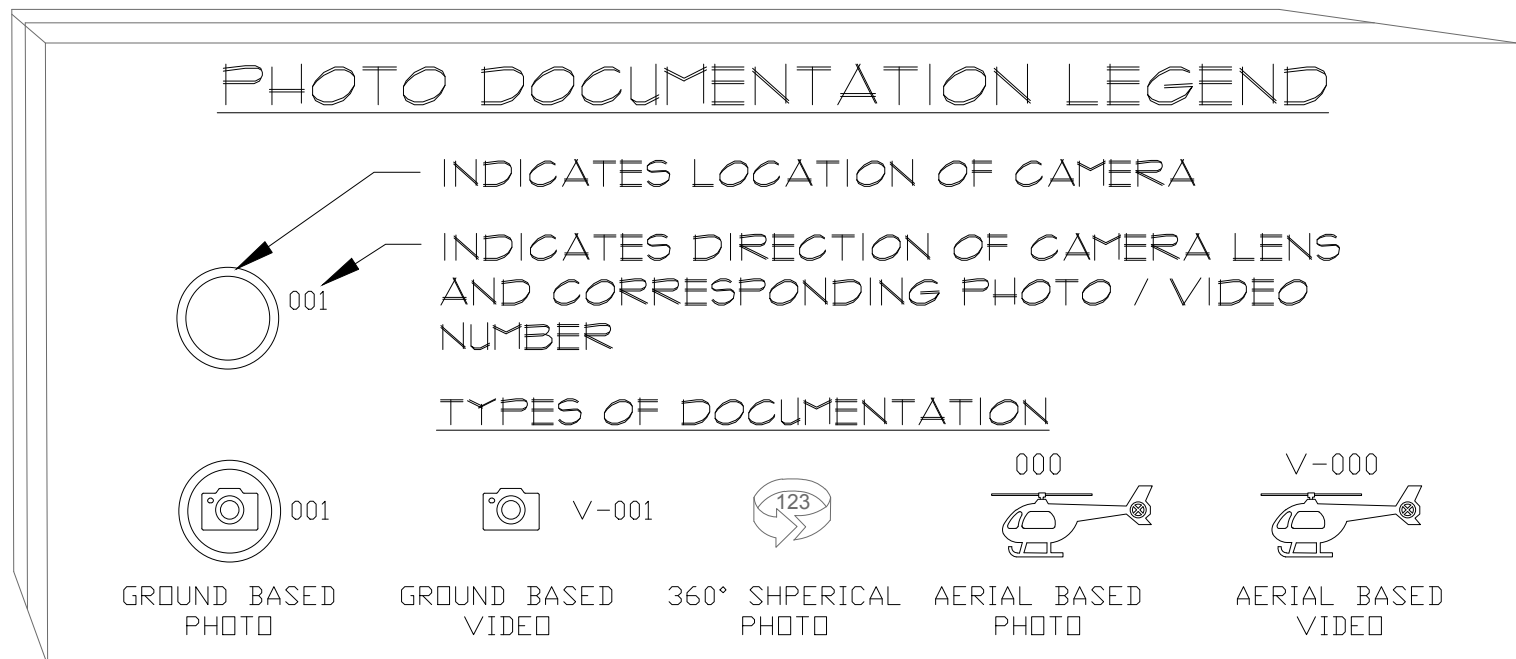 PHOTO DOCUMENTATION LEGEND
INDICATES LOCATION OF CAMERA
INDICATES DIRECTION OF CAMERA LENS
001
AND CORRESPONDING PHOTO / VIDEO
NUMBER
TYPES OF DOCUMENTATION
000
V-000
001
V-001
123
GROUND BASED
PHOTO
GROUND BASED
VIDEO
360° SHPERICAL
PHOTO
AERIAL BASED
PHOTO
AERIAL BASED
VIDEO